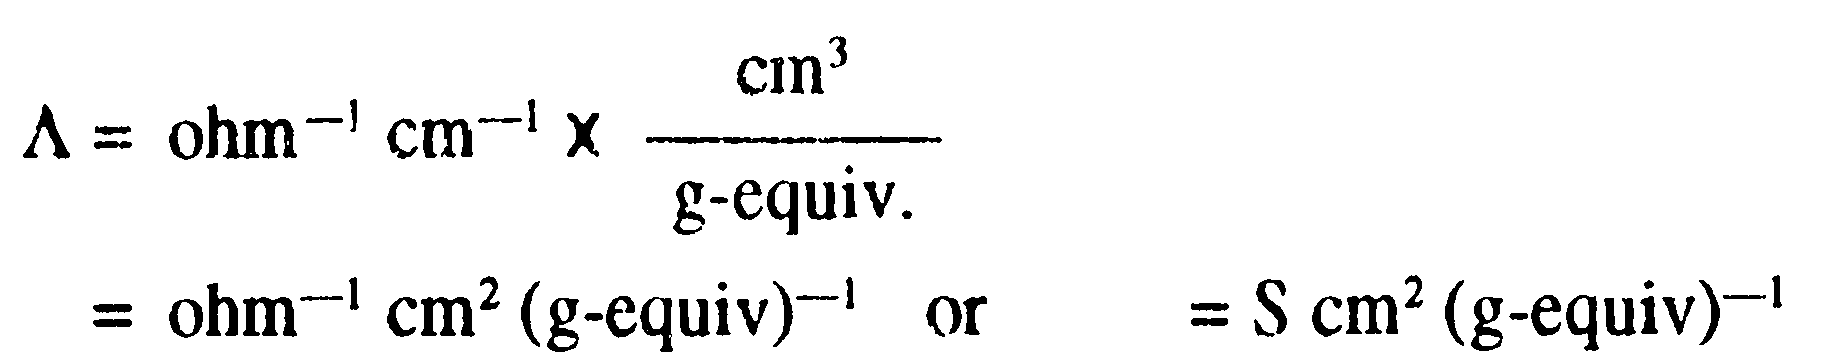 Λ = ohm⁻¹ cm⁻¹ × cm³ / g-equiv.
= ohm⁻¹ cm² (g-equiv)⁻¹ or = S cm² (g-equiv)⁻¹